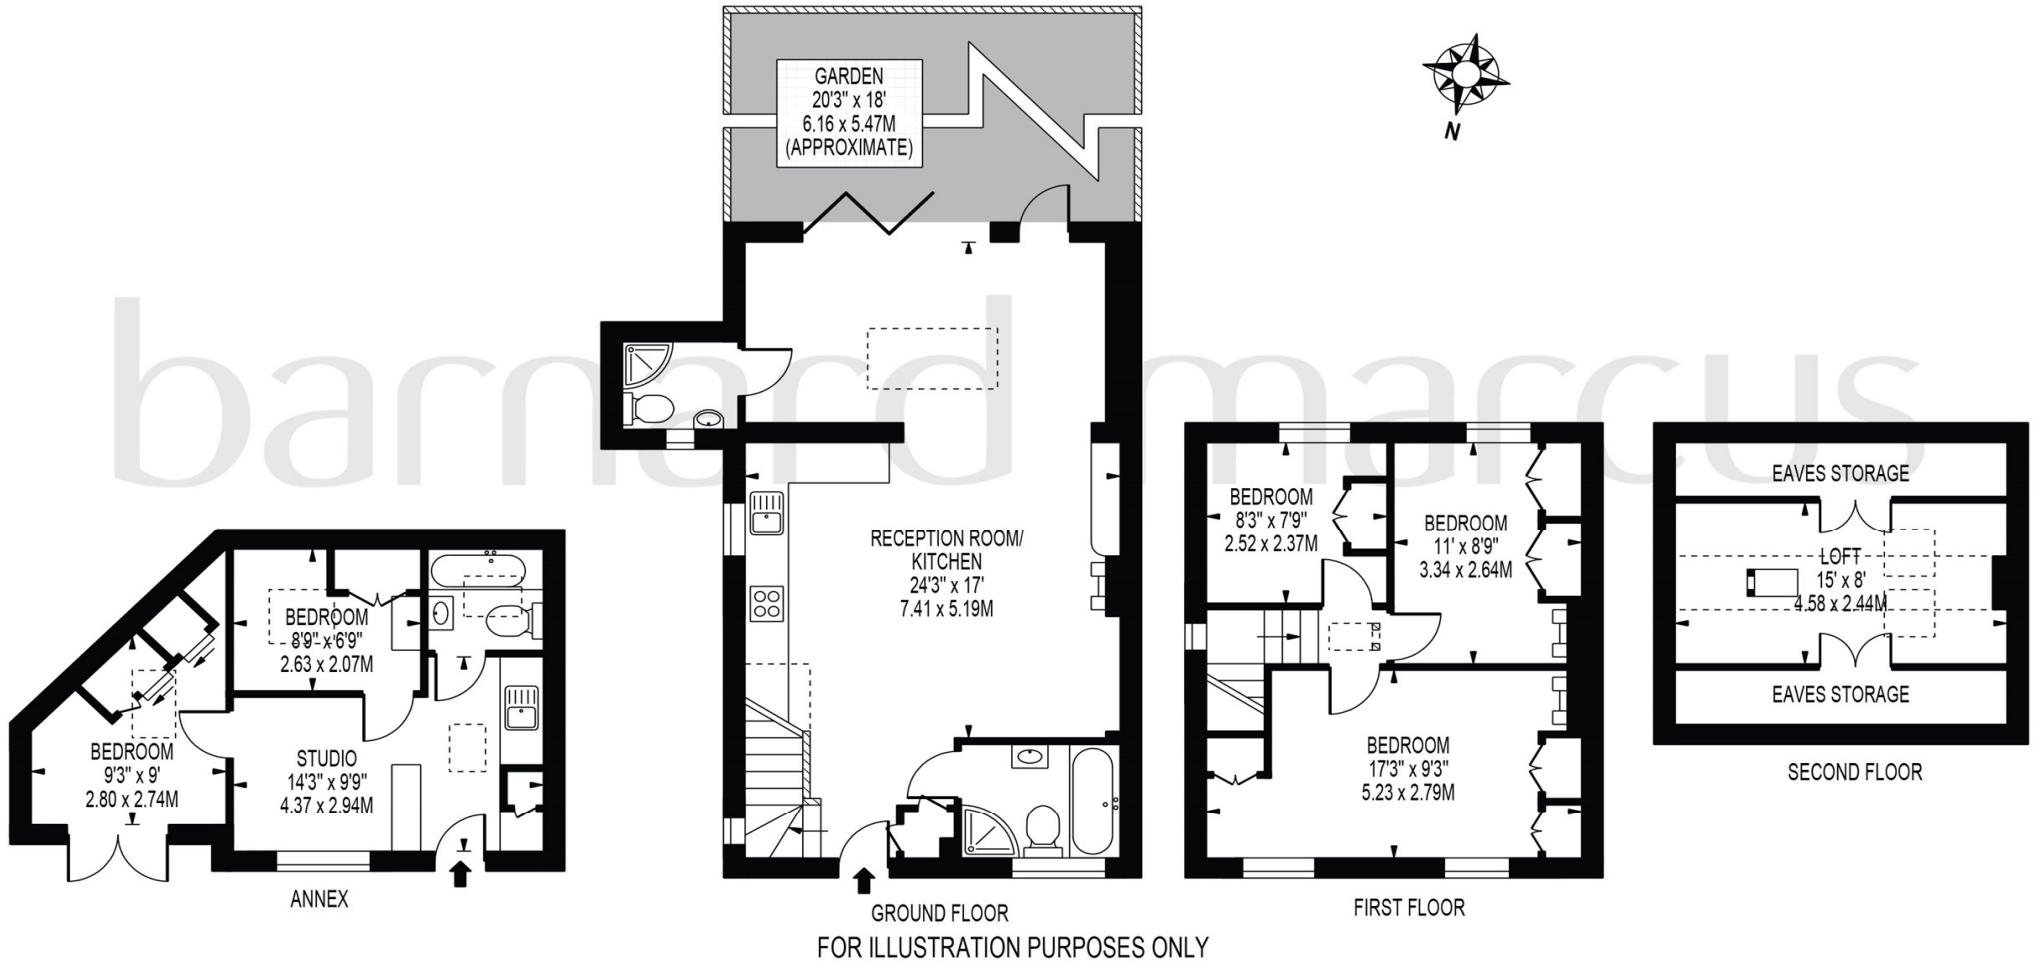 GARDEN
20'3" x 18'
6.16 x 5.47M
(APPROXIMATE)
N
barnard marcus
RECEPTION ROOM/
KITCHEN
24'3" x 17'
7.41 x 5.19M
GROUND FLOOR
BEDROOM
8'9" x 6'9"
2.63 x 2.07M
BEDROOM
9'3" x 9'
2.80 x 2.74M
STUDIO
14'3" x 9'9"
4.37 x 2.94M
ANNEX
BEDROOM
8'3" x 7'9"
2.52 x 2.37M
BEDROOM
11' x 8'9"
3.34 x 2.64M
BEDROOM
17'3" x 9'3"
5.23 x 2.79M
FIRST FLOOR
EAVES STORAGE
LOFT
15' x 8'
4.58 x 2.44M
EAVES STORAGE
SECOND FLOOR
FOR ILLUSTRATION PURPOSES ONLY